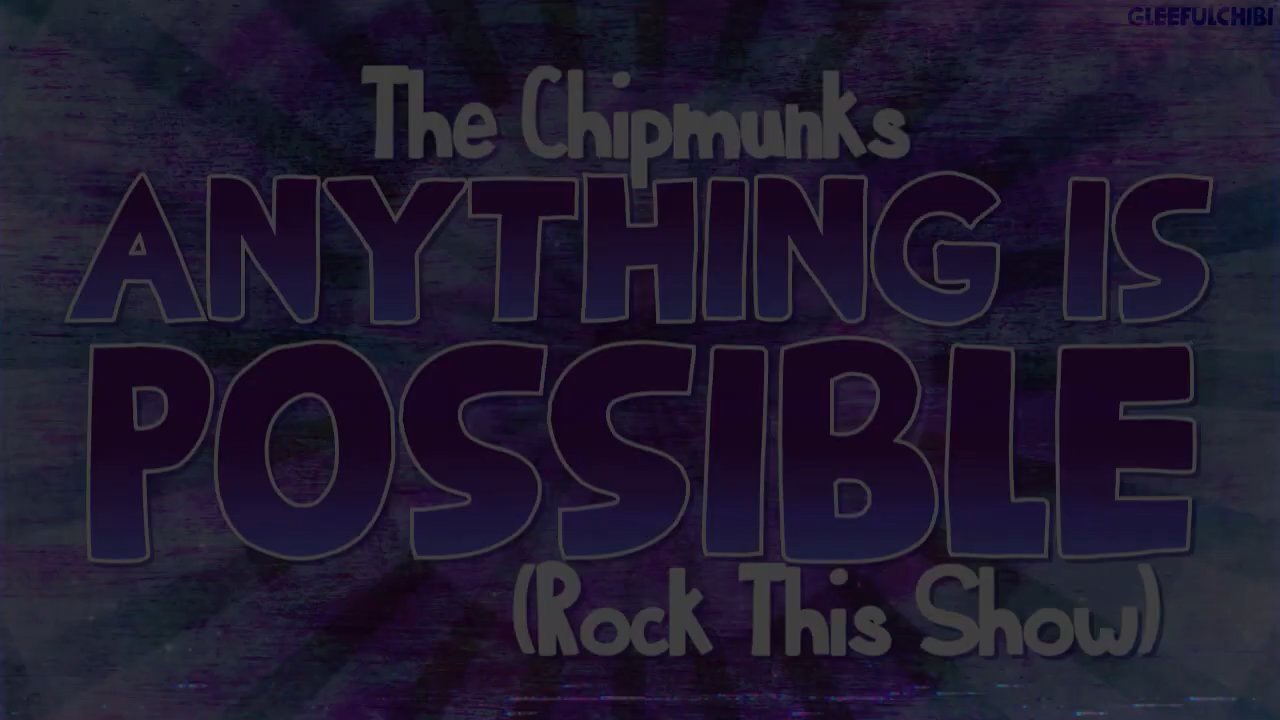 GLEEFULCHIBI
The Chipmunks
ANYTHING IS
POSSIBLE
(Rock This Show)